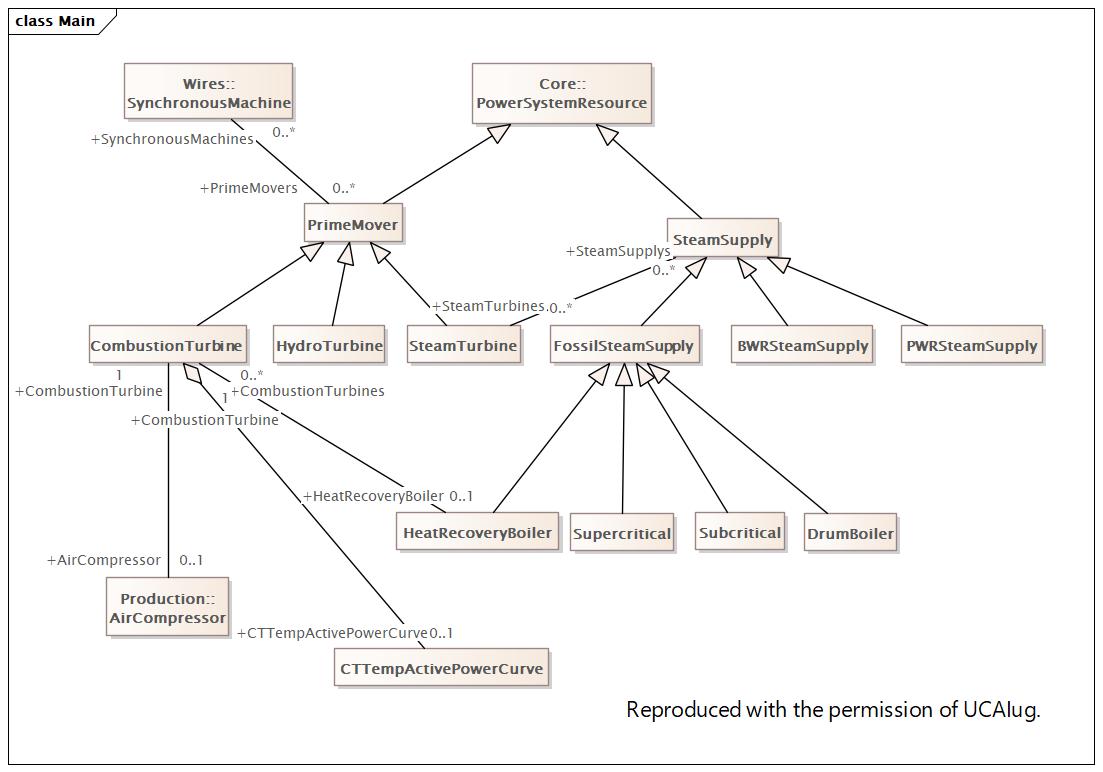 class Main
Wires::
SynchronousMachine
Core::
PowerSystemResource
+SynchronousMachines
0..*
+PrimeMovers
0..*
PrimeMover
SteamSupply
+SteamSupplys
0..*
+SteamTurbines
0..*
CombustionTurbine
HydroTurbine
SteamTurbine
FossilSteamSupply
BWRSteamSupply
PWRSteamSupply
1
+CombustionTurbine
0..*
+CombustionTurbines
1
+CombustionTurbine
+HeatRecoveryBoiler
0..1
HeatRecoveryBoiler
Supercritical
Subcritical
DrumBoiler
+AirCompressor
0..1
Production::
AirCompressor
+CTTempActivePowerCurve
0..1
CTTempActivePowerCurve
Reproduced with the permission of UCAIug.